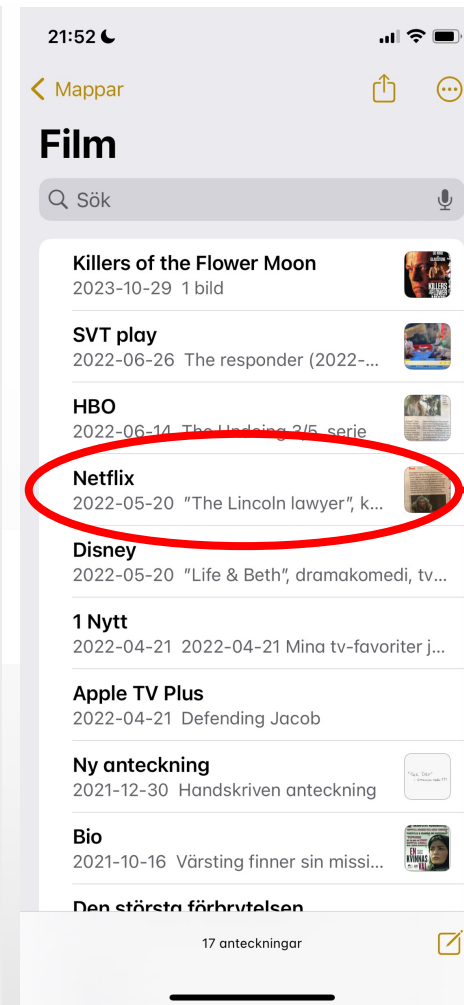 21:52
Mappar
Film
Sök
Killers of the Flower Moon
2023-10-29 1 bild
SVT play
2022-06-26 The responder (2022-...
HBO
2022-06-14 The Undoing 3/5, serie
Netflix
2022-05-20 ”The Lincoln lawyer”, k...
Disney
2022-05-20 ”Life & Beth”, dramakomedi, tv...
1 Nytt
2022-04-21 2022-04-21 Mina tv-favoriter j...
Apple TV Plus
2022-04-21 Defending Jacob
Ny anteckning
2021-12-30 Handskriven anteckning
Bio
2021-10-16 Värsting finner sin missi...
EN
KVINNAS
VAL
Den största förbrytelsen
17 anteckningar